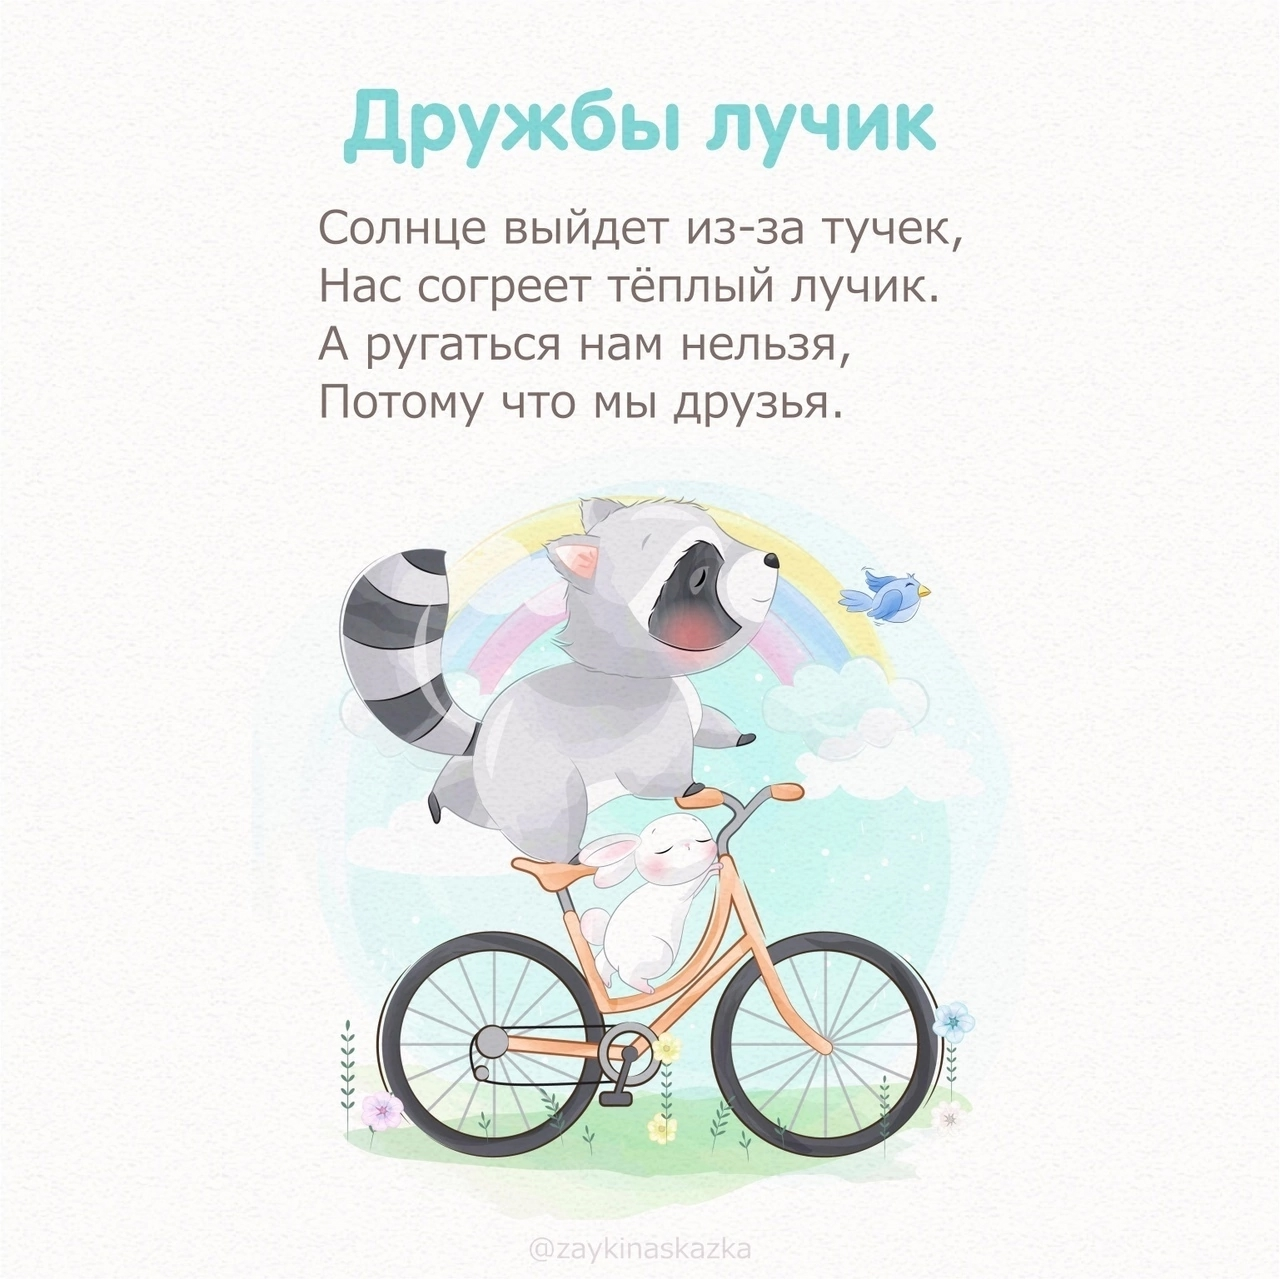 Дружбы лучик
Солнце выйдет из-за тучек,
Нас согреет тёплый лучик.
А ругаться нам нельзя,
Потому что мы друзья.
@zaykinaskazka